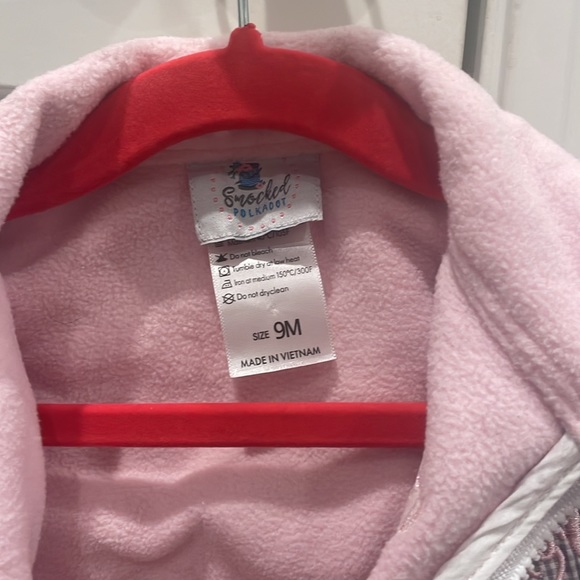 Smocked
POLKADOT
Do not bleach
Tumble dry at low heat
Iron at medium 150°C/300F
Do not dryclean
SIZE 9M
MADE IN VIETNAM